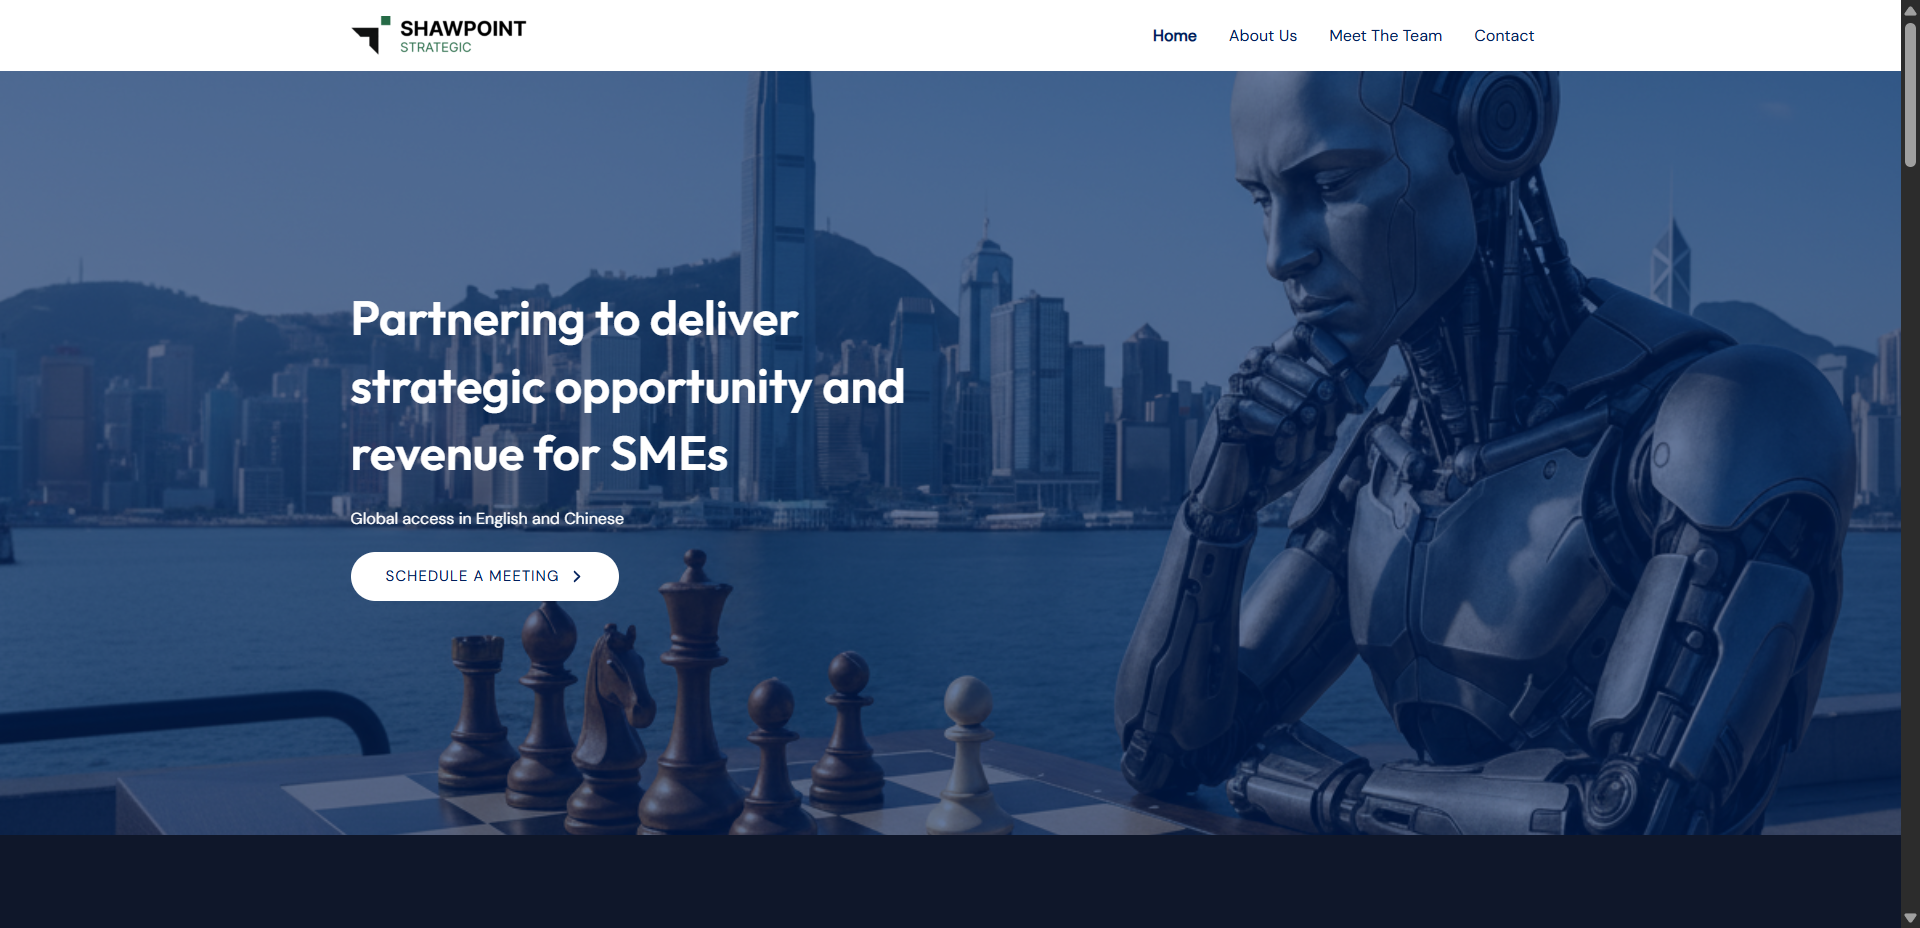 SHAWPOINT
STRATEGIC
Home
About Us
Meet The Team
Contact
Partnering to deliver
strategic opportunity and
revenue for SMEs
Global access in English and Chinese
SCHEDULE A MEETING